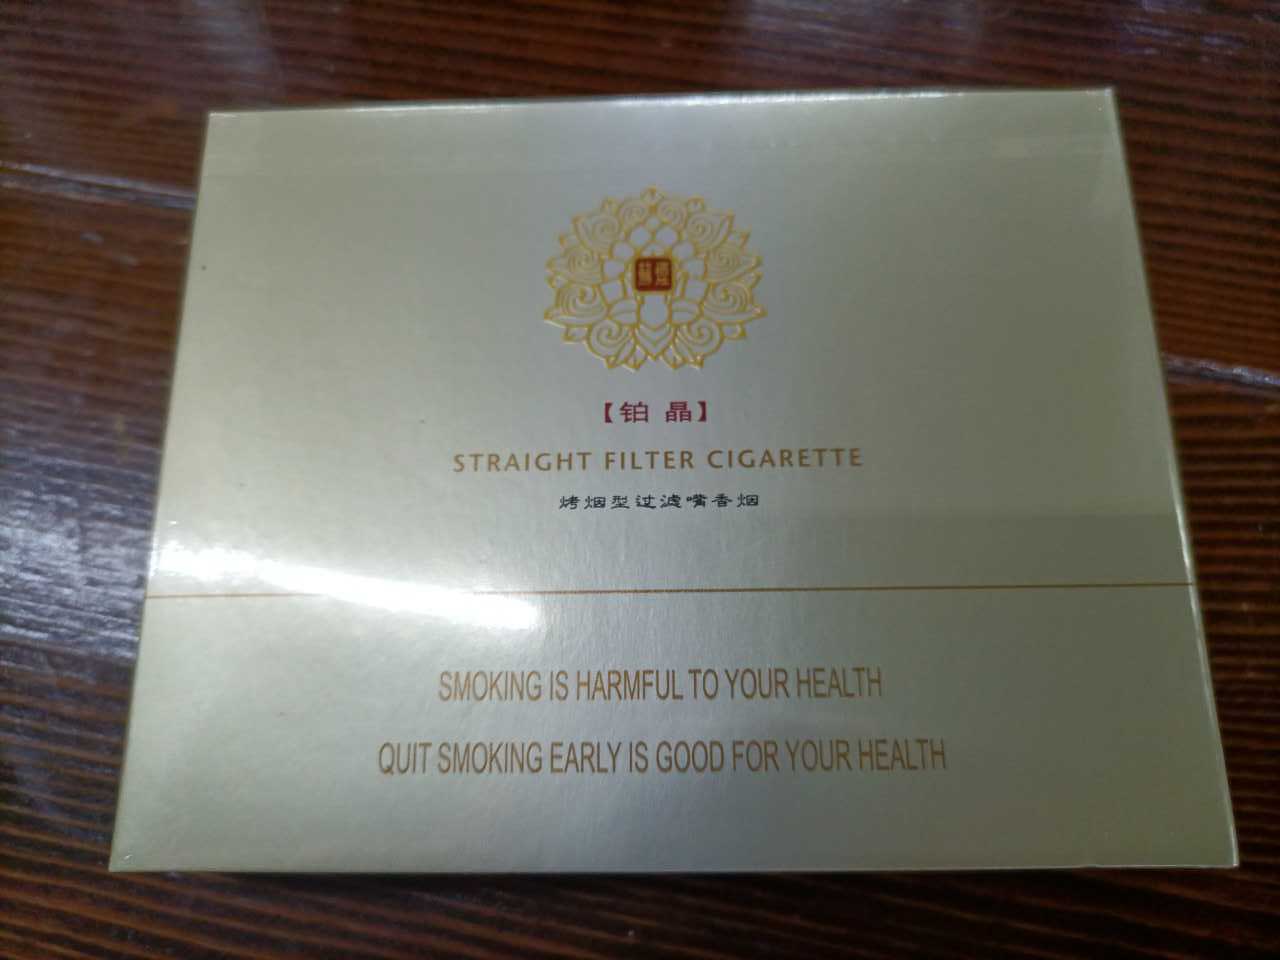 【铂晶】
STRAIGHT FILTER CIGARETTE
烤烟型过滤嘴香烟
SMOKING IS HARMFUL TO YOUR HEALTH
QUIT SMOKING EARLY IS GOOD FOR YOUR HEALTH